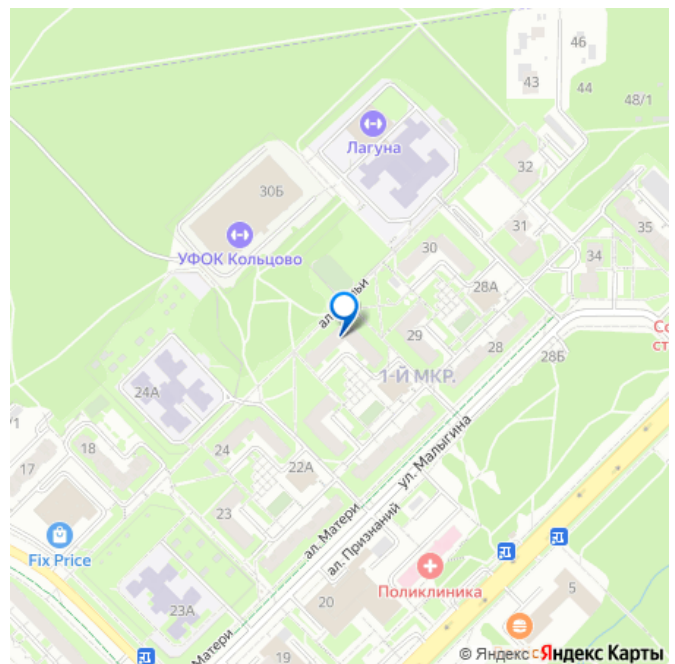 46
43
44
48/1
Лагуна
32
30Б
УФОК Кольцово
31
35
30
34
28А
ал.
29
28
28Б
1-Й МКР.
24А
ул. Малыгина
18
24
17
22А
23
ал. Матери
ал. Признаний
Fix Price
Поликлиника
5
23А
20
Матери
19
© Яндекс
Яндекс Карты